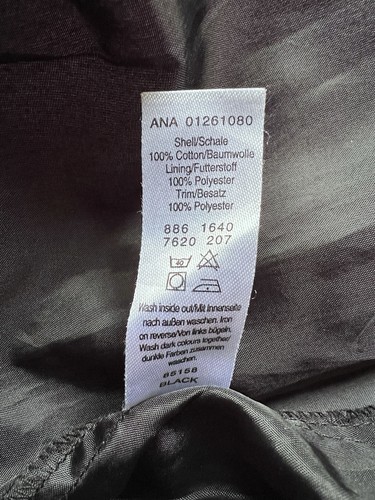 ANA 01261080
Shell/Schale
100% Cotton/Baumwolle
Lining/Futterstoff
100% Polyester
Trim/Besatz
100% Polyester
886 1640
7620 207
40
Wash inside out/Mit Innenseite
nach außen waschen. Iron
on reverse/Von links bügeln.
Wash dark colours together/
dunkle Farben zusammen
waschen.
85158
BLACK